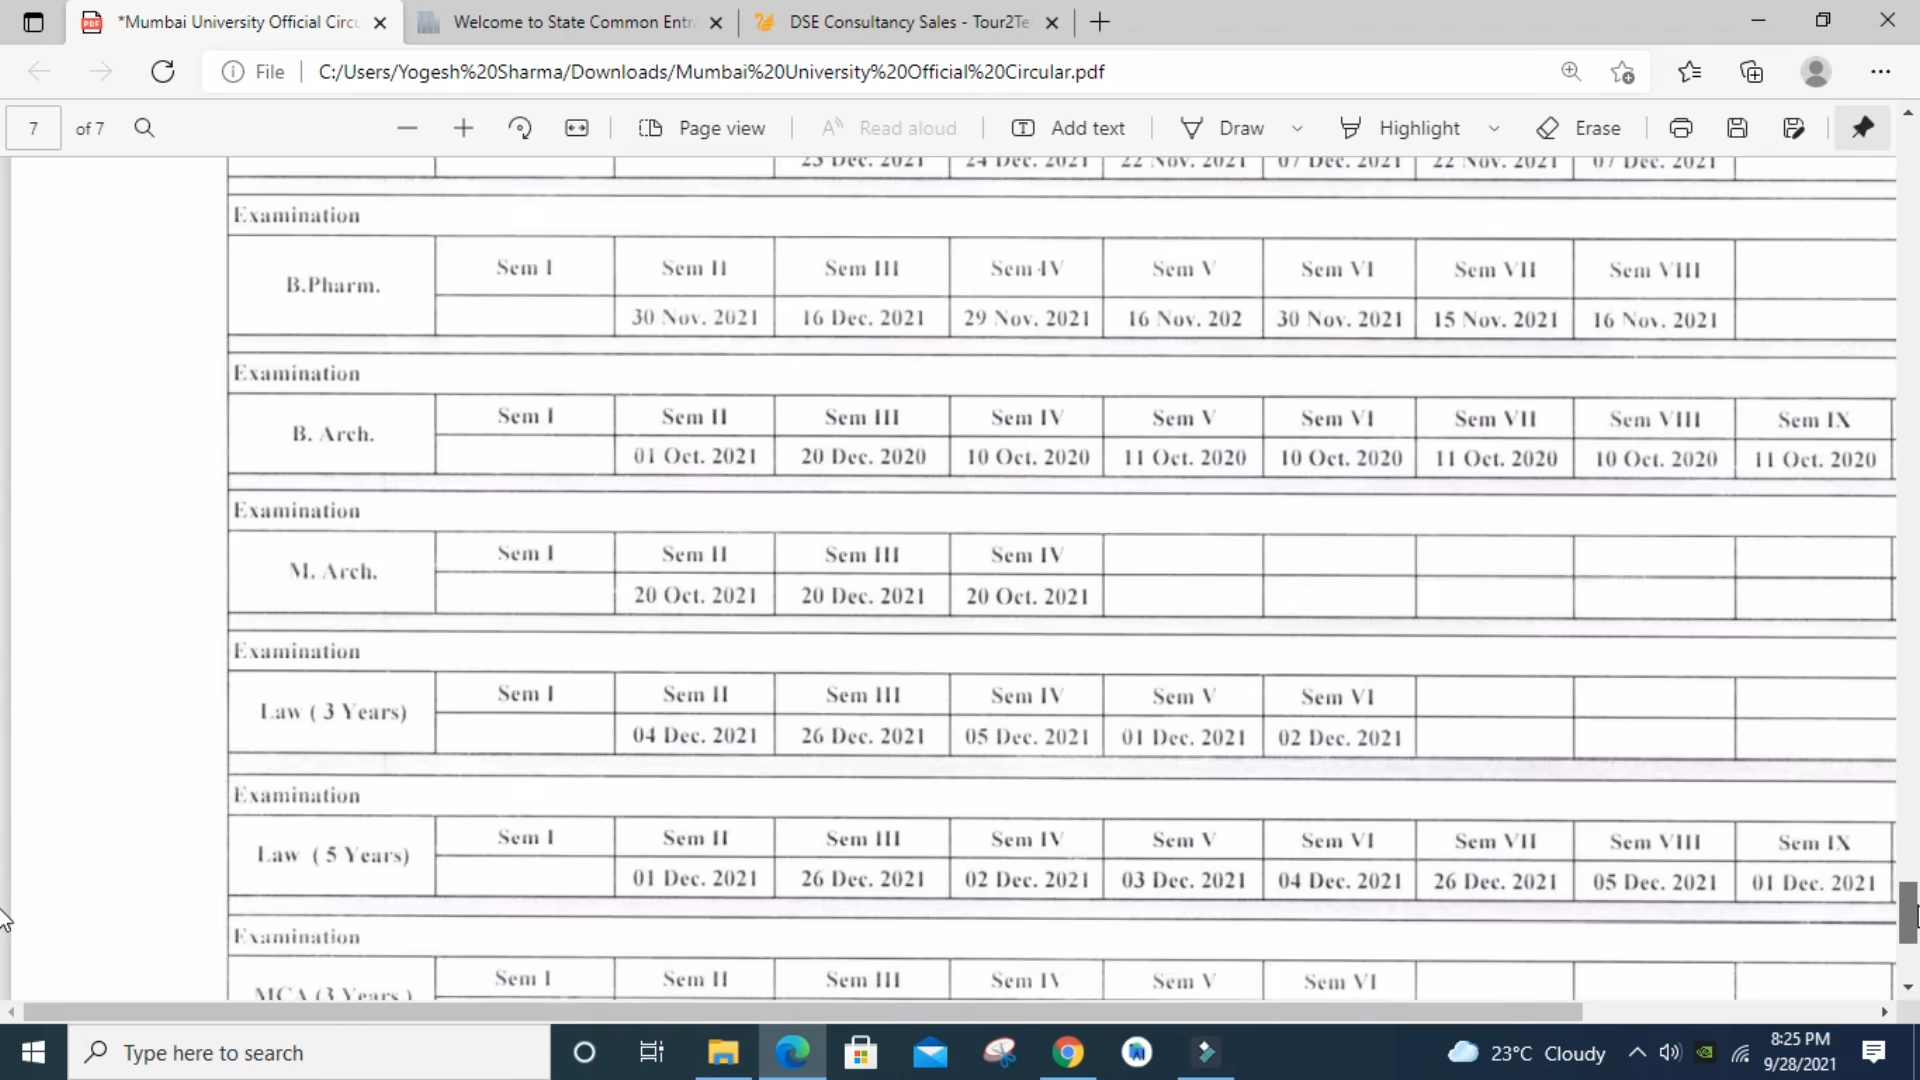 *Mumbai University Official Circu
Welcome to State Common Entr
DSE Consultancy Sales - Tour2Te
File
C:/Users/Yogesh%20Sharma/Downloads/Mumbai%20University%20Official%20Circular.pdf
7 of 7
Page view
Read aloud
Add text
Draw
Highlight
Erase
23 Dec. 2021 24 Dec. 2021 22 Nov. 2021 07 Dec. 2021 22 Nov. 2021 07 Dec. 2021
Examination
B.Pharm. Sem I Sem II Sem III Sem IV Sem V Sem VI Sem VII Sem VIII
30 Nov. 2021 16 Dec. 2021 29 Nov. 2021 16 Nov. 202 30 Nov. 2021 15 Nov. 2021 16 Nov. 2021
Examination
B. Arch. Sem I Sem II Sem III Sem IV Sem V Sem VI Sem VII Sem VIII Sem IX
01 Oct. 2021 20 Dec. 2020 10 Oct. 2020 11 Oct. 2020 10 Oct. 2020 11 Oct. 2020 10 Oct. 2020 11 Oct. 2020
Examination
M. Arch. Sem I Sem II Sem III Sem IV
20 Oct. 2021 20 Dec. 2021 20 Oct. 2021
Examination
Law ( 3 Years) Sem I Sem II Sem III Sem IV Sem V Sem VI
04 Dec. 2021 26 Dec. 2021 05 Dec. 2021 01 Dec. 2021 02 Dec. 2021
Examination
Law ( 5 Years) Sem I Sem II Sem III Sem IV Sem V Sem VI Sem VII Sem VIII Sem IX
01 Dec. 2021 26 Dec. 2021 02 Dec. 2021 03 Dec. 2021 04 Dec. 2021 26 Dec. 2021 05 Dec. 2021 01 Dec. 2021
Examination
MCA (3 Years ) Sem I Sem II Sem III Sem IV Sem V Sem VI
Type here to search
23°C Cloudy
8:25 PM
9/28/2021